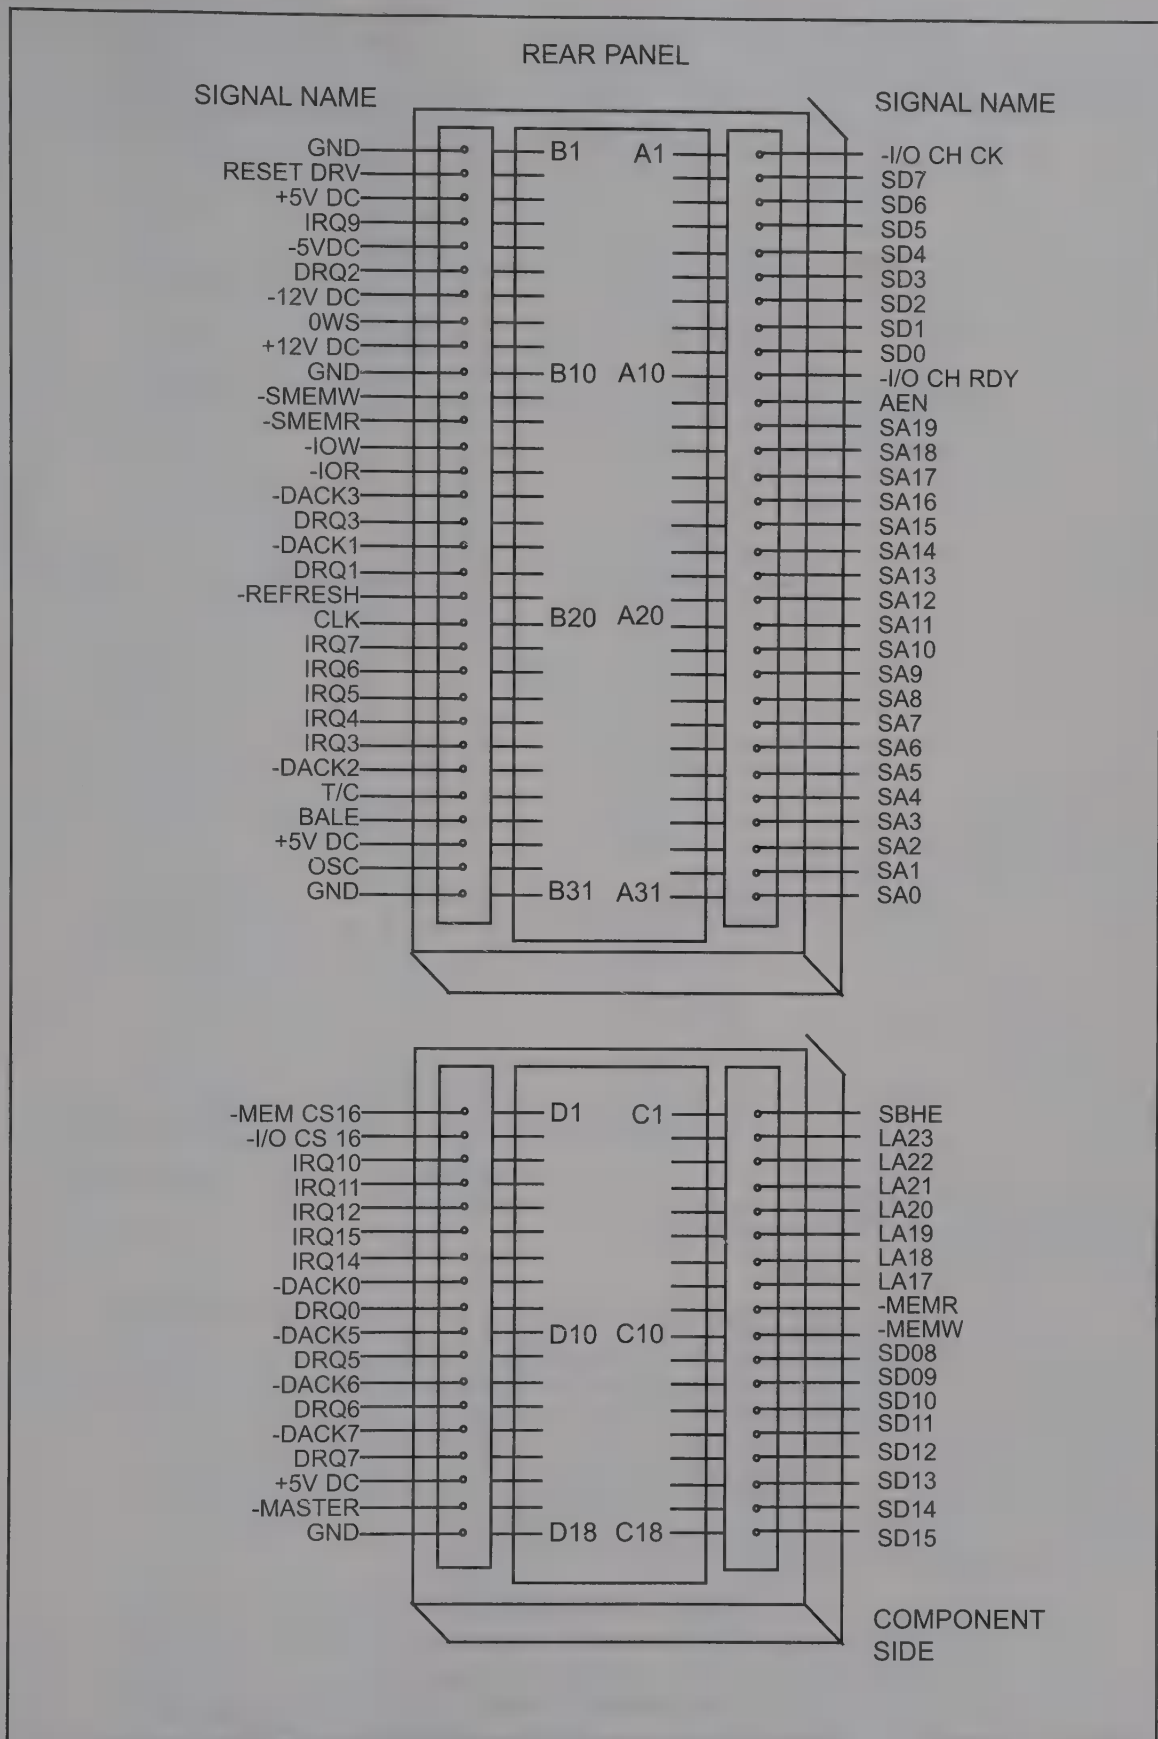 REAR PANEL
SIGNAL NAME SIGNAL NAME
GND B1 A1 -I/O CH CK
RESET DRV SD7
+5V DC SD6
IRQ9 SD5
-5VDC SD4
DRQ2 SD3
-12V DC SD2
0WS SD1
+12V DC SD0
GND B10 A10 -I/O CH RDY
-SMEMW AEN
-SMEMR SA19
-IOW SA18
-IOR SA17
-DACK3 SA16
DRQ3 SA15
-DACK1 SA14
DRQ1 SA13
-REFRESH SA12
CLK B20 A20 SA11
IRQ7 SA10
IRQ6 SA9
IRQ5 SA8
IRQ4 SA7
IRQ3 SA6
-DACK2 SA5
T/C SA4
BALE SA3
+5V DC SA2
OSC SA1
GND B31 A31 SA0
-MEM CS16 D1 C1 SBHE
-I/O CS 16 LA23
IRQ10 LA22
IRQ11 LA21
IRQ12 LA20
IRQ15 LA19
IRQ14 LA18
-DACK0 LA17
DRQ0 -MEMR
-DACK5 D10 C10 -MEMW
DRQ5 SD08
-DACK6 SD09
DRQ6 SD10
-DACK7 SD11
DRQ7 SD12
+5V DC SD13
-MASTER SD14
GND D18 C18 SD15
COMPONENT
SIDE